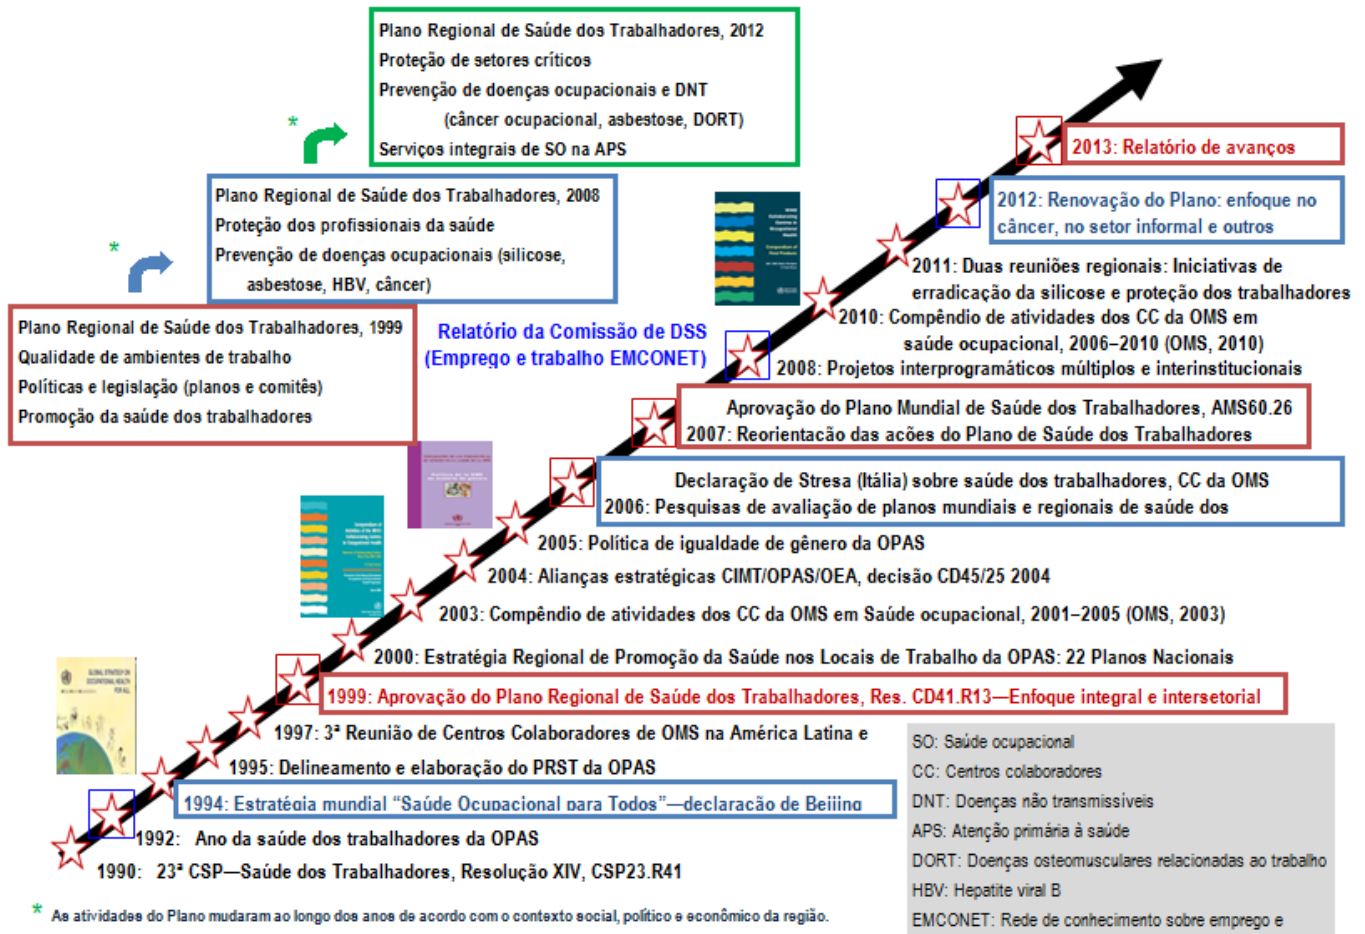 Plano Regional de Saúde dos Trabalhadores, 2012
Proteção de setores críticos
Prevenção de doenças ocupacionais e DNT
(câncer ocupacional, asbestose, DORT)
Serviços integrais de SO na APS
*
Plano Regional de Saúde dos Trabalhadores, 2008
Proteção dos profissionais da saúde
Prevenção de doenças ocupacionais (silicose,
asbestose, HBV, câncer)
*
Plano Regional de Saúde dos Trabalhadores, 1999
Qualidade de ambientes de trabalho
Políticas e legislação (planos e comitês)
Promoção da saúde dos trabalhadores
Relatório da Comissão de DSS
(Emprego e trabalho EMCONET)
2013: Relatório de avanços
2012: Renovação do Plano: enfoque no
câncer, no setor informal e outros
2011: Duas reuniões regionais: Iniciativas de
erradicação da silicose e proteção dos trabalhadores
2010: Compêndio de atividades dos CC da OMS em
saúde ocupacional, 2006–2010 (OMS, 2010)
2008: Projetos interprogramáticos múltiplos e interinstitucionais
Aprovação do Plano Mundial de Saúde dos Trabalhadores, AMS60.26
2007: Reorientação das ações do Plano de Saúde dos Trabalhadores
Declaração de Stresa (Itália) sobre saúde dos trabalhadores, CC da OMS
2006: Pesquisas de avaliação de planos mundiais e regionais de saúde dos
2005: Política de igualdade de gênero da OPAS
2004: Alianças estratégicas CIMT/OPAS/OEA, decisão CD45/25 2004
2003: Compêndio de atividades dos CC da OMS em Saúde ocupacional, 2001–2005 (OMS, 2003)
2000: Estratégia Regional de Promoção da Saúde nos Locais de Trabalho da OPAS: 22 Planos Nacionais
1999: Aprovação do Plano Regional de Saúde dos Trabalhadores, Res. CD41.R13—Enfoque integral e intersetorial
1997: 3ª Reunião de Centros Colaboradores de OMS na América Latina e
1995: Delineamento e elaboração do PRST da OPAS
1994: Estratégia mundial “Saúde Ocupacional para Todos”—declaração de Beijing
1992: Ano da saúde dos trabalhadores da OPAS
1990: 23ª CSP—Saúde dos Trabalhadores, Resolução XIV, CSP23.R41
GLOBAL STRATEGY ON
OCCUPATIONAL HEALTH
FOR ALL
SO: Saúde ocupacional
CC: Centros colaboradores
DNT: Doenças não transmissíveis
APS: Atenção primária à saúde
DORT: Doenças osteomusculares relacionadas ao trabalho
HBV: Hepatite viral B
EMCONET: Rede de conhecimento sobre emprego e
* As atividades do Plano mudaram ao longo dos anos de acordo com o contexto social, político e econômico da região.